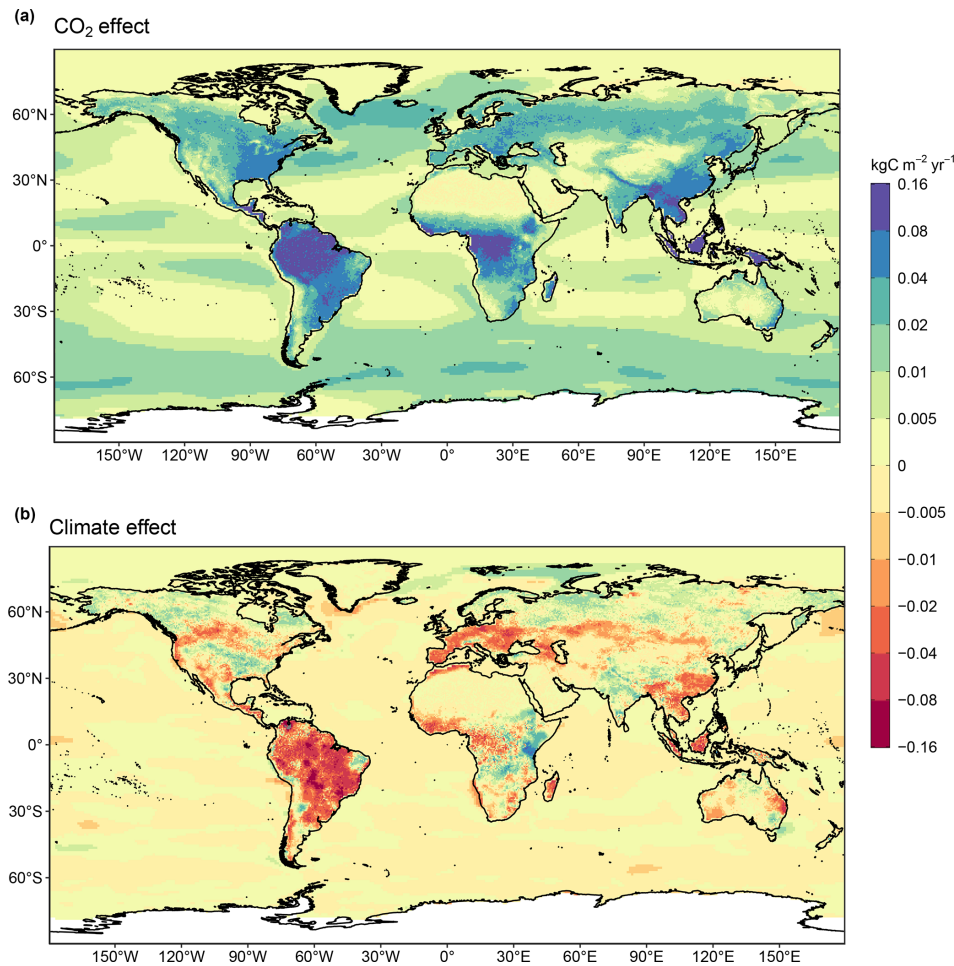 (a)
CO₂ effect
60°N
30°N
0
30°S
60°S
150°W 120°W 90°W 60°W 30°W 0° 30°E 60°E 90°E 120°E 150°E
kgC m⁻² yr⁻¹
0.16
0.08
0.04
0.02
0.01
0.005
0
−0.005
−0.01
−0.02
−0.04
−0.08
−0.16
(b)
Climate effect
60°N
30°N
0°
30°S
60°S
150°W 120°W 90°W 60°W 30°W 0° 30°E 60°E 90°E 120°E 150°E